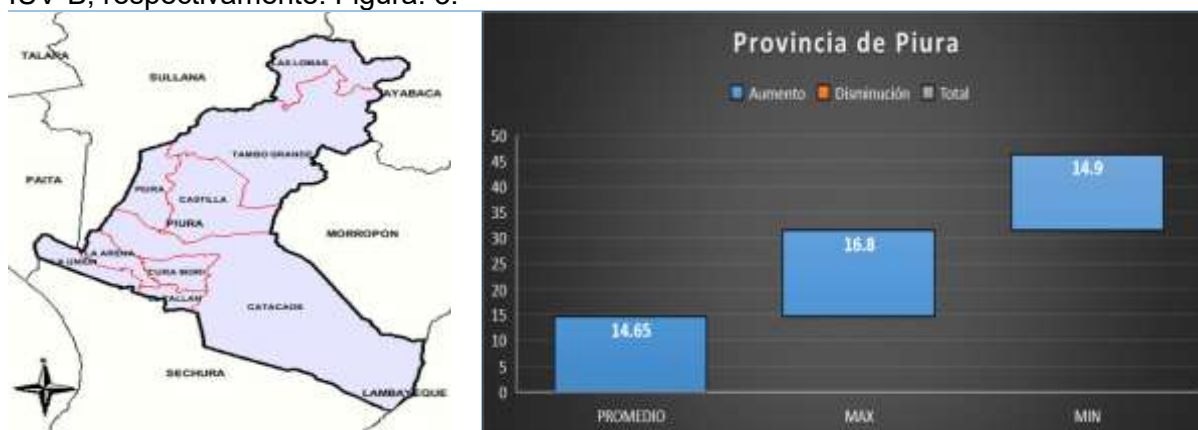 TALARA
SULLANA
LAS LOMAS
AYABACA
TAMBO GRANDE
PAITA
PIURA
CASTILLA
PIURA
MORROPON
LA ARENA
LA UNION
CURA MORI
CATACAOS
SECHURA
LAMBAYEQUE
Provincia de Piura
Aumento Disminución Total
50
45
40
35
30
25
20
15
10
5
0
14.65
16.8
14.9
PROMEDIO MAX MIN